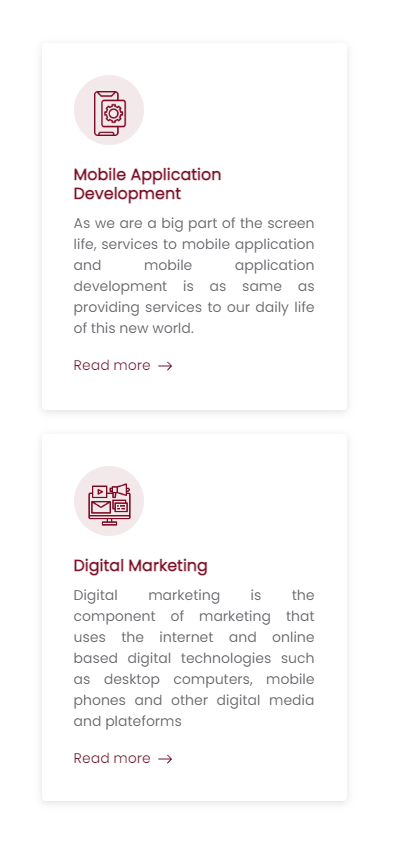 Mobile Application
Development
As we are a big part of the screen
life, services to mobile application
and mobile application
development is as same as
providing services to our daily life
of this new world.
Read more →
Digital Marketing
Digital marketing is the
component of marketing that
uses the internet and online
based digital technologies such
as desktop computers, mobile
phones and other digital media
and plateforms
Read more →